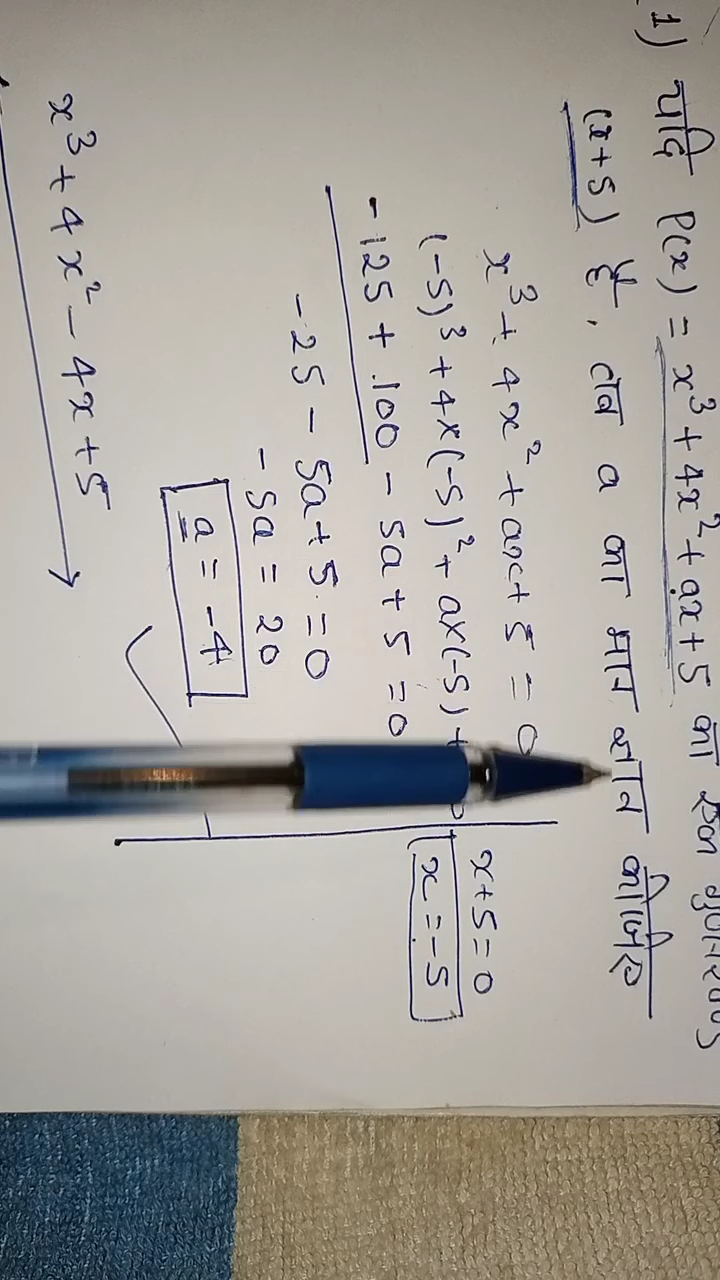 1) यदि P(x) = x³ + 4x² + ax + 5 का एक गुणनखण्ड
(x+5) है, तब a का मान ज्ञात कीजिए
x³ + 4x² + ax + 5 = 0
x + 5 = 0
(-5)³ + 4×(-5)² + a×(-5) +
x = -5
-125 + 100 - 5a + 5 = 0
-25 - 5a + 5 = 0
-5a = 20
a = -4
x³ + 4x² - 4x + 5